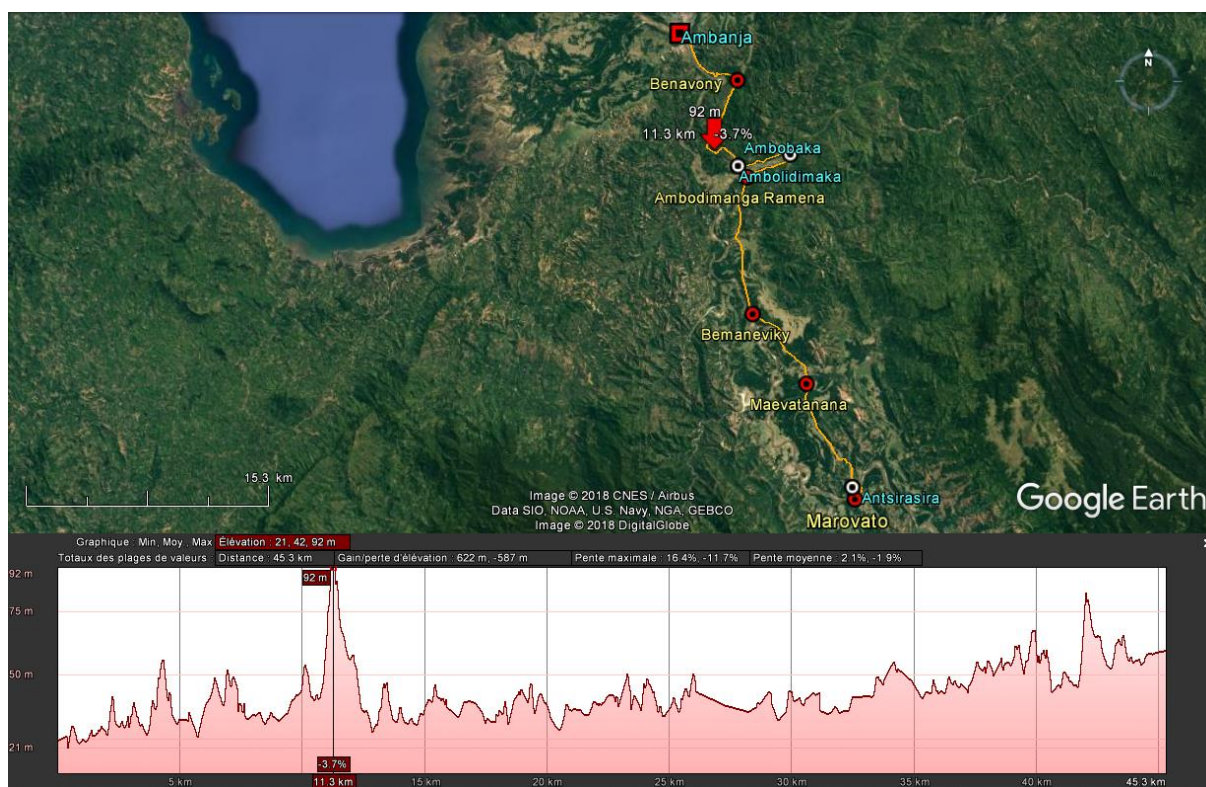 Ambanja
N
Benavony
92 m
11.3 km -3.7%
Ambobaka
Ambolidimaka
Ambodimanga Ramena
Bemaneviky
Maevatanana
15.3 km
Antsirasira
Image © 2018 CNES / Airbus
Data SIO, NOAA, U.S. Navy, NGA, GEBCO
Image © 2018 DigitalGlobe
Google Earth
Marovato
Graphique : Min, Moy., Max Élévation : 21, 42, 92 m
Totaux des plages de valeurs : Distance : 45.3 km Gain/perte d'élévation : 622 m, -587 m Pente maximale : 16.4%, -11.7% Pente moyenne : 2.1%, -1.9%
92 m
92 m
75 m
50 m
21 m
-3.7%
5 km 11.3 km 15 km 20 km 25 km 30 km 35 km 40 km 45.3 km